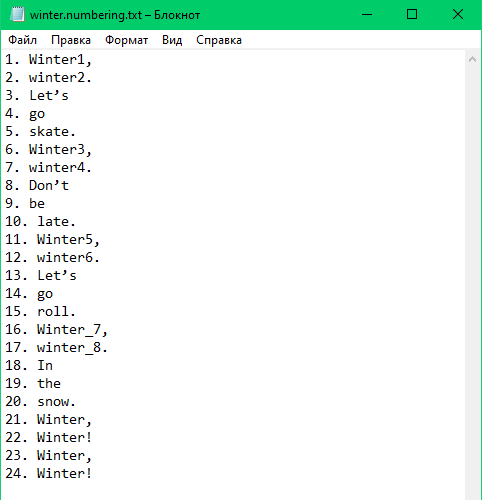 winter.numbering.txt – Блокнот
Файл Правка Формат Вид Справка
1. Winter1,
2. winter2.
3. Let’s
4. go
5. skate.
6. Winter3,
7. winter4.
8. Don’t
9. be
10. late.
11. Winter5,
12. winter6.
13. Let’s
14. go
15. roll.
16. Winter_7,
17. winter_8.
18. In
19. the
20. snow.
21. Winter,
22. Winter!
23. Winter,
24. Winter!